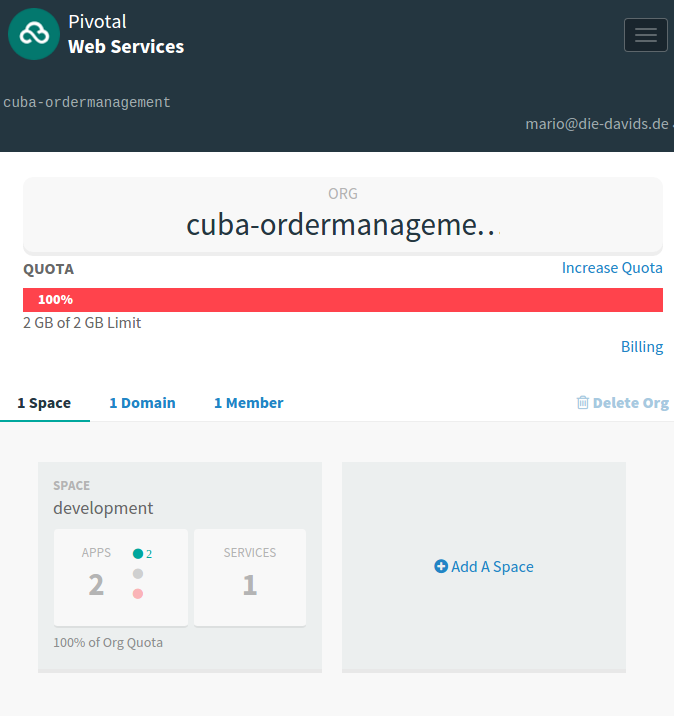 Pivotal
Web Services
cuba-ordermanagement
mario@die-davids.de
ORG
cuba-ordermanageme…
QUOTA
Increase Quota
100%
2 GB of 2 GB Limit
Billing
1 Space
1 Domain
1 Member
Delete Org
SPACE
development
APPS
2
2
SERVICES
1
100% of Org Quota
Add A Space